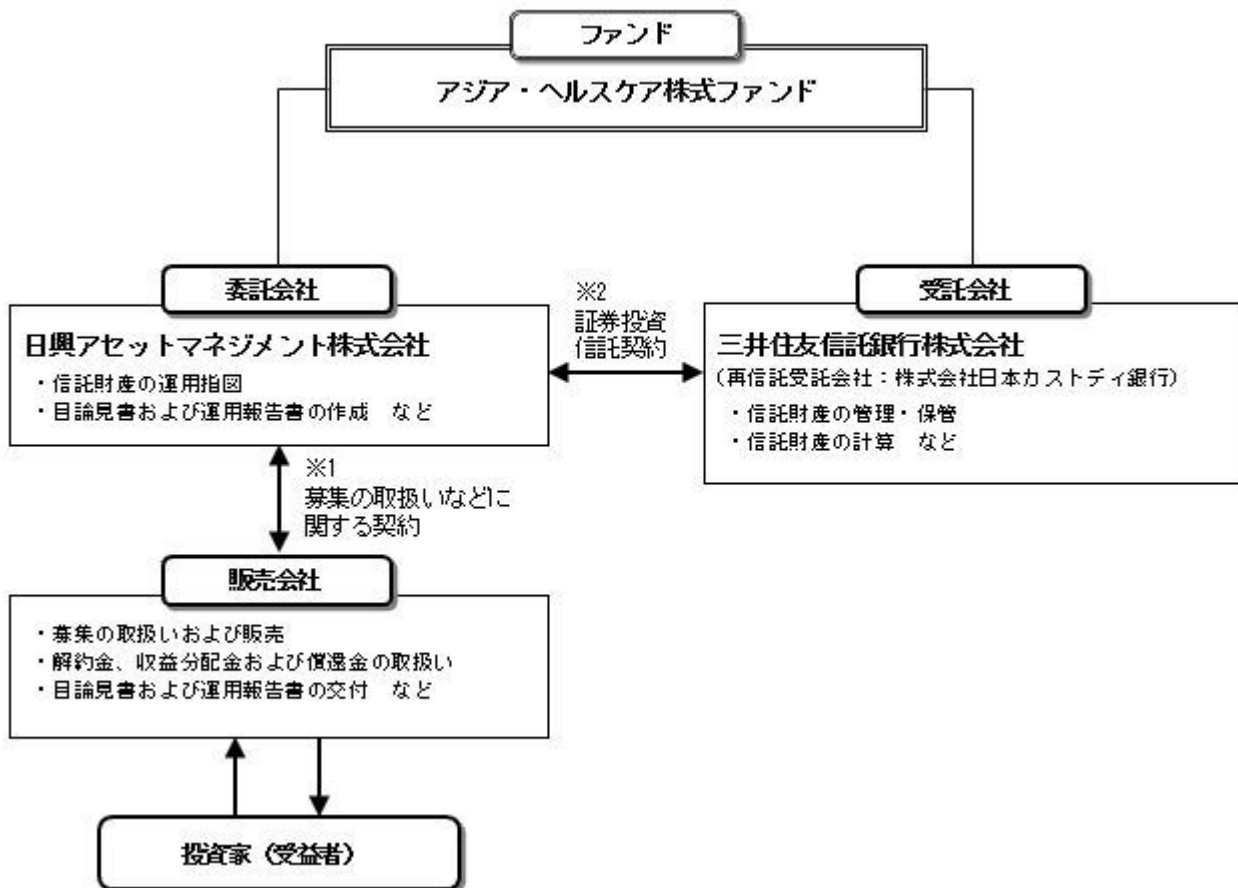 ファンド
アジア・ヘルスケア株式ファンド
委託会社
日興アセットマネジメント株式会社
・信託財産の運用指図
・目論見書および運用報告書の作成　など
※2
証券投資
信託契約
受託会社
三井住友信託銀行株式会社
(再信託受託会社：株式会社日本カストディ銀行)
・信託財産の管理・保管
・信託財産の計算　など
※1
募集の取扱いなどに
関する契約
販売会社
・募集の取扱いおよび販売
・解約金、収益分配金および償還金の取扱い
・目論見書および運用報告書の交付　など
投資家（受益者）